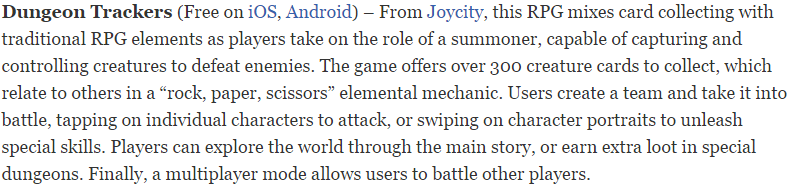 Dungeon Trackers (Free on iOS, Android) – From Joycity, this RPG mixes card collecting with
traditional RPG elements as players take on the role of a summoner, capable of capturing and
controlling creatures to defeat enemies. The game offers over 300 creature cards to collect, which
relate to others in a “rock, paper, scissors” elemental mechanic. Users create a team and take it into
battle, tapping on individual characters to attack, or swiping on character portraits to unleash
special skills. Players can explore the world through the main story, or earn extra loot in special
dungeons. Finally, a multiplayer mode allows users to battle other players.